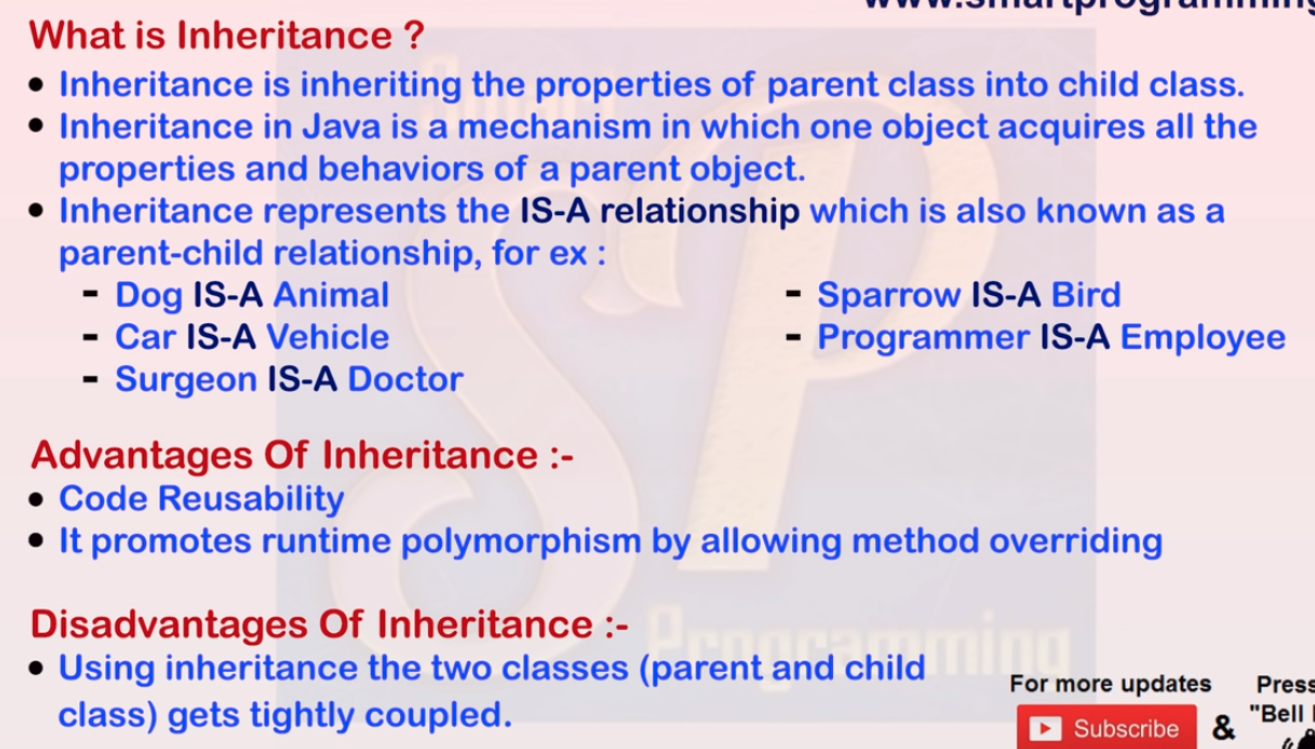 What is Inheritance ?
• Inheritance is inheriting the properties of parent class into child class.
• Inheritance in Java is a mechanism in which one object acquires all the
properties and behaviors of a parent object.
• Inheritance represents the IS-A relationship which is also known as a
parent-child relationship, for ex :
- Dog IS-A Animal
- Car IS-A Vehicle
- Surgeon IS-A Doctor
- Sparrow IS-A Bird
- Programmer IS-A Employee
Advantages Of Inheritance :-
• Code Reusability
• It promotes runtime polymorphism by allowing method overriding
Disadvantages Of Inheritance :-
• Using inheritance the two classes (parent and child
class) gets tightly coupled.
For more updates
Subscribe
&
Press
"Bell
Smart
SP
Programming